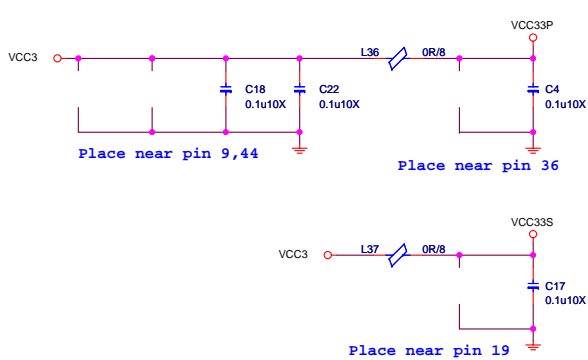 VCC33P
VCC3
L36
0R/8
C18
0.1u10X
C22
0.1u10X
C4
0.1u10X
Place near pin 9,44
Place near pin 36
VCC33S
VCC3
L37
0R/8
C17
0.1u10X
Place near pin 19